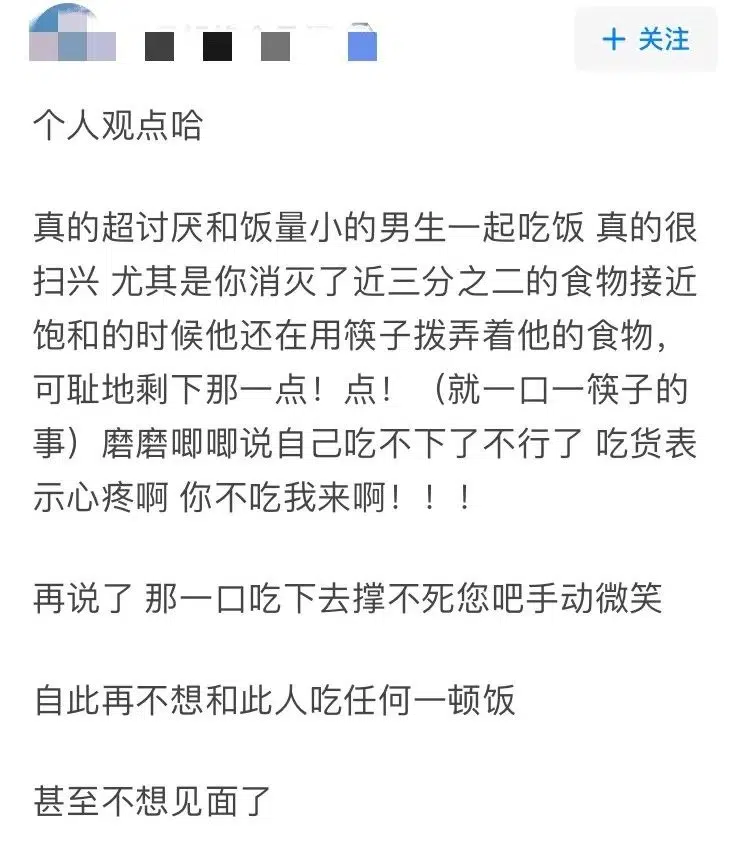 + 关注
个人观点哈
真的超讨厌和饭量小的男生一起吃饭 真的很
扫兴 尤其是你消灭了近三分之二的食物接近
饱和的时候他还在用筷子拨弄着他的食物，
可耻地剩下那一点！点！（就一口一筷子的
事）磨磨唧唧说自己吃不下了不行了 吃货表
示心疼啊 你不吃我来啊！！！
再说了 那一口吃下去撑不死您吧手动微笑
自此再不想和此人吃任何一顿饭
甚至不想见面了